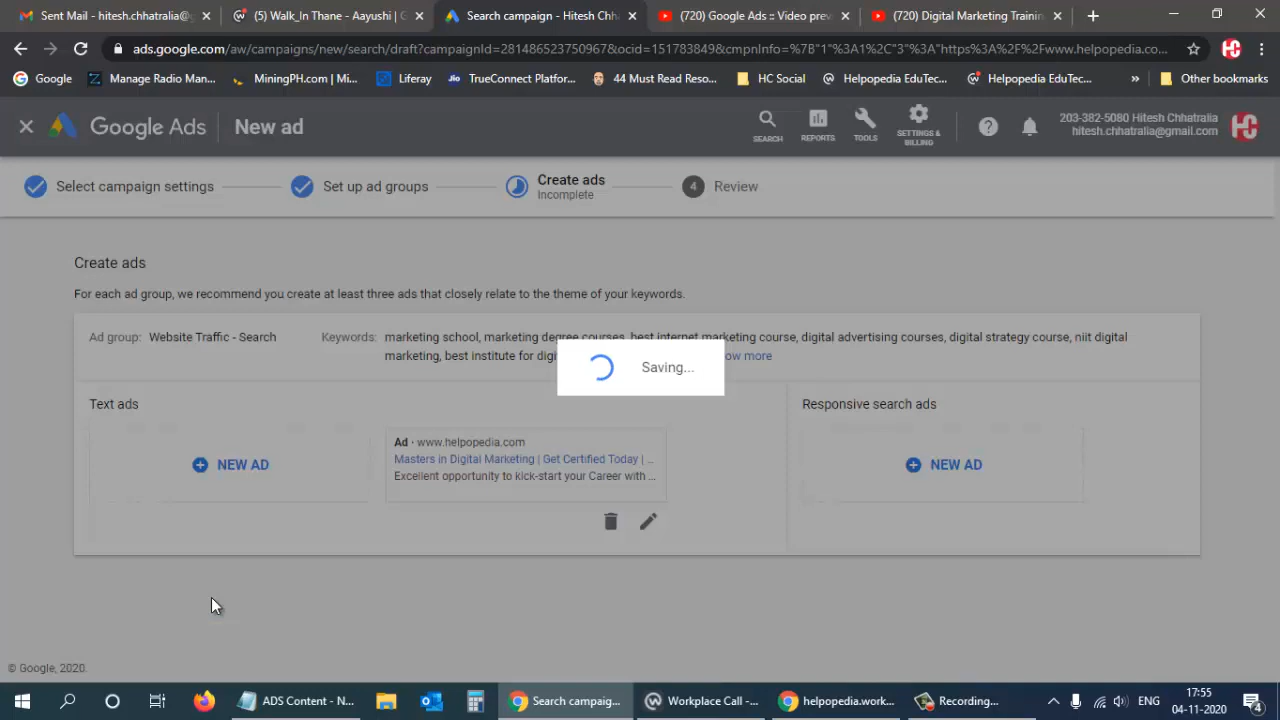 Sent Mail - hitesh.chhatralia@g
(5) Walk_In Thane - Aayushi | G
Search campaign - Hitesh Chh
(720) Google Ads :: Video prev
(720) Digital Marketing Training
ads.google.com/aw/campaigns/new/search/draft?campaignId=281486523750967&ocid=151783849&cmpnInfo=%7B"1"%3A1%2C"3"%3A"https%3A%2F%2Fwww.helpopedia.co...
Google
Manage Radio Man...
MiningPH.com | Mi...
Liferay
Jio
TrueConnect Platfor...
44 Must Read Reso...
HC Social
Helpopedia EduTec...
Helpopedia EduTec...
»
Other bookmarks
Google Ads
New ad
SEARCH
REPORTS
TOOLS
SETTINGS & BILLING
203-382-5080 Hitesh Chhatralia
hitesh.chhatralia@gmail.com
HC
Select campaign settings
Set up ad groups
Create ads
Incomplete
4 Review
Create ads
For each ad group, we recommend you create at least three ads that closely relate to the theme of your keywords.
Ad group: Website Traffic - Search
Keywords: marketing school, marketing degree courses, best internet marketing course, digital advertising courses, digital strategy course, niit digital
marketing, best institute for digi
ow more
Saving...
Text ads
Responsive search ads
NEW AD
Ad · www.helpopedia.com
Masters in Digital Marketing | Get Certified Today | ...
Excellent opportunity to kick-start your Career with ...
NEW AD
© Google, 2020.
ADS Content - N...
Search campaig...
Workplace Call -...
helpopedia.work...
Recording...
ENG
17:55
04-11-2020
4